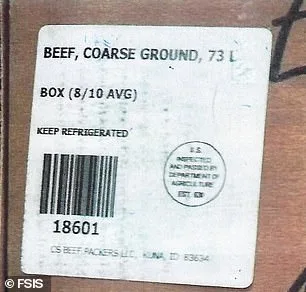 BEEF, COARSE GROUND, 73 L
BOX (8/10 AVG)
KEEP REFRIGERATED
U.S.
INSPECTED
AND PASSED BY
DEPARTMENT OF
AGRICULTURE
EST. 630
18601
CS BEEF PACKERS LLC, KUNA, ID 83634
© FSIS